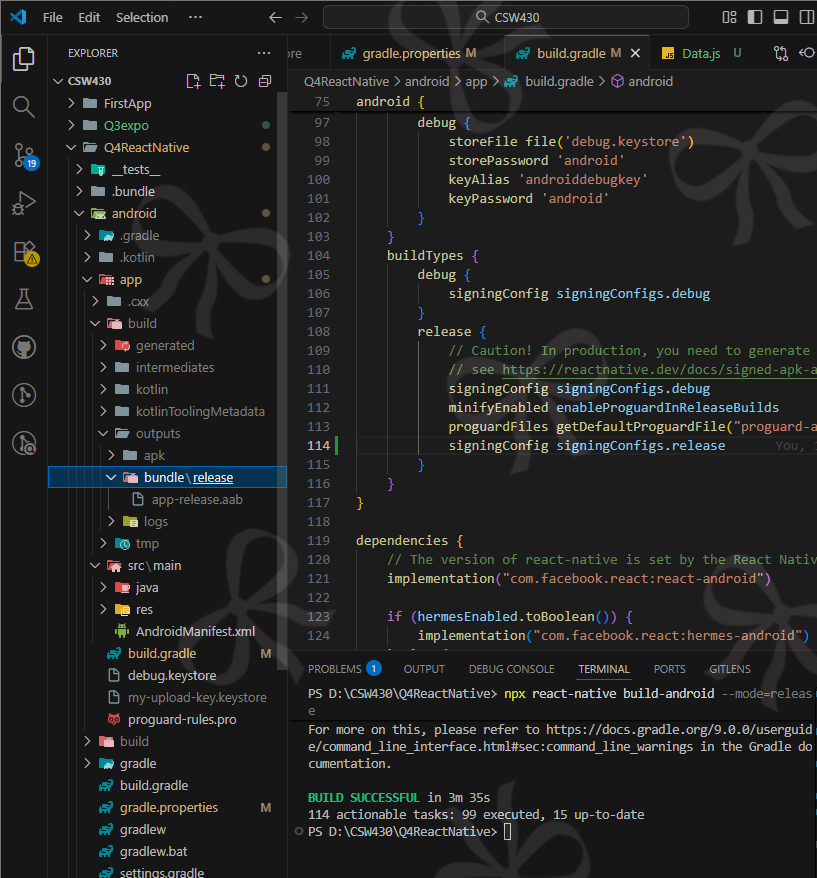 File Edit Selection ··· CSW430
EXPLORER ···
CSW430
FirstApp
Q3expo
Q4ReactNative
__tests__
.bundle
android
.gradle
.kotlin
app
.cxx
build
generated
intermediates
kotlin
kotlinToolingMetadata
outputs
apk
bundle\release
app-release.aab
logs
tmp
src\main
java
res
AndroidManifest.xml
build.gradle M
debug.keystore
my-upload-key.keystore
proguard-rules.pro
build
gradle
build.gradle
gradle.properties M
gradlew
gradlew.bat
settings.gradle
19
ore gradle.properties M build.gradle M × Data.js U
Q4ReactNative > android > app > build.gradle > android
75 android {
97 debug {
98 storeFile file('debug.keystore')
99 storePassword 'android'
100 keyAlias 'androiddebugkey'
101 keyPassword 'android'
102 }
103 }
104 buildTypes {
105 debug {
106 signingConfig signingConfigs.debug
107 }
108 release {
109 // Caution! In production, you need to generate
110 // see https://reactnative.dev/docs/signed-apk-a
111 signingConfig signingConfigs.debug
112 minifyEnabled enableProguardInReleaseBuilds
113 proguardFiles getDefaultProguardFile("proguard-a
114 signingConfig signingConfigs.release You,
115 }
116 }
117 }
118
119 dependencies {
120 // The version of react-native is set by the React Nativ
121 implementation("com.facebook.react:react-android")
122
123 if (hermesEnabled.toBoolean()) {
124 implementation("com.facebook.react:hermes-android")
PROBLEMS 1 OUTPUT DEBUG CONSOLE TERMINAL PORTS GITLENS
PS D:\CSW430\Q4ReactNative> npx react-native build-android --mode=releas
e
For more on this, please refer to https://docs.gradle.org/9.0.0/userguid
e/command_line_interface.html#sec:command_line_warnings in the Gradle do
cumentation.
BUILD SUCCESSFUL in 3m 35s
114 actionable tasks: 99 executed, 15 up-to-date
PS D:\CSW430\Q4ReactNative>